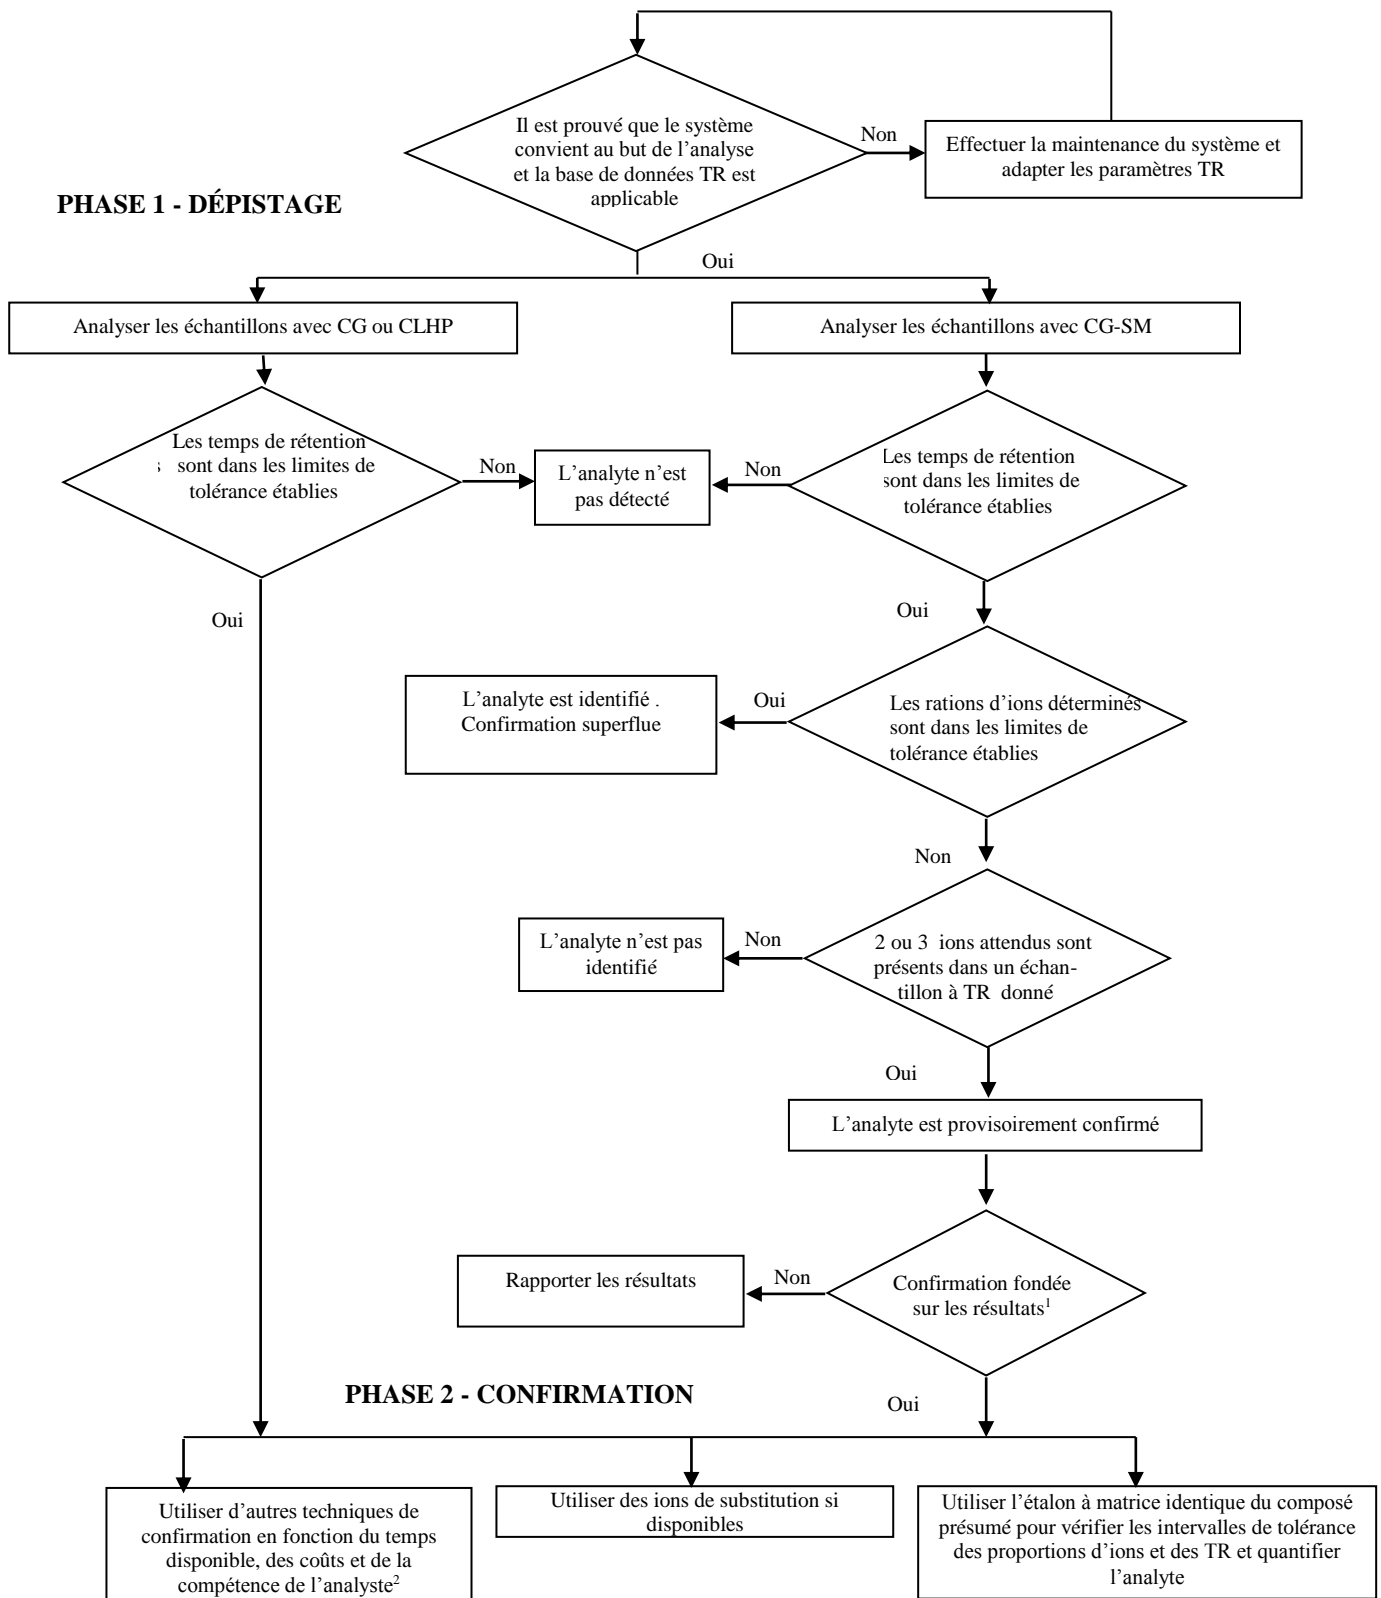 Il est prouvé que le système
convient au but de l’analyse
et la base de données TR est
applicable
Non
Effectuer la maintenance du système et
adapter les paramètres TR
PHASE 1 - DÉPISTAGE
Oui
Analyser les échantillons avec CG ou CLHP
Analyser les échantillons avec CG-SM
Les temps de rétention
s sont dans les limites de
tolérance établies
Non
L’analyte n’est
pas détecté
Non
Les temps de rétention
sont dans les limites de
tolérance établies
Oui
Oui
L’analyte est identifié .
Confirmation superflue
Oui
Les rations d’ions déterminés
sont dans les limites de
tolérance établies
Non
L’analyte n’est pas
identifié
Non
2 ou 3 ions attendus sont
présents dans un échan-
tillon à TR donné
Oui
L’analyte est provisoirement confirmé
Rapporter les résultats
Non
Confirmation fondée
sur les résultats1
PHASE 2 - CONFIRMATION
Oui
Utiliser d’autres techniques de
confirmation en fonction du temps
disponible, des coûts et de la
compétence de l’analyste2
Utiliser des ions de substitution si
disponibles
Utiliser l’étalon à matrice identique du composé
présumé pour vérifier les intervalles de tolérance
des proportions d’ions et des TR et quantifier
l’analyte